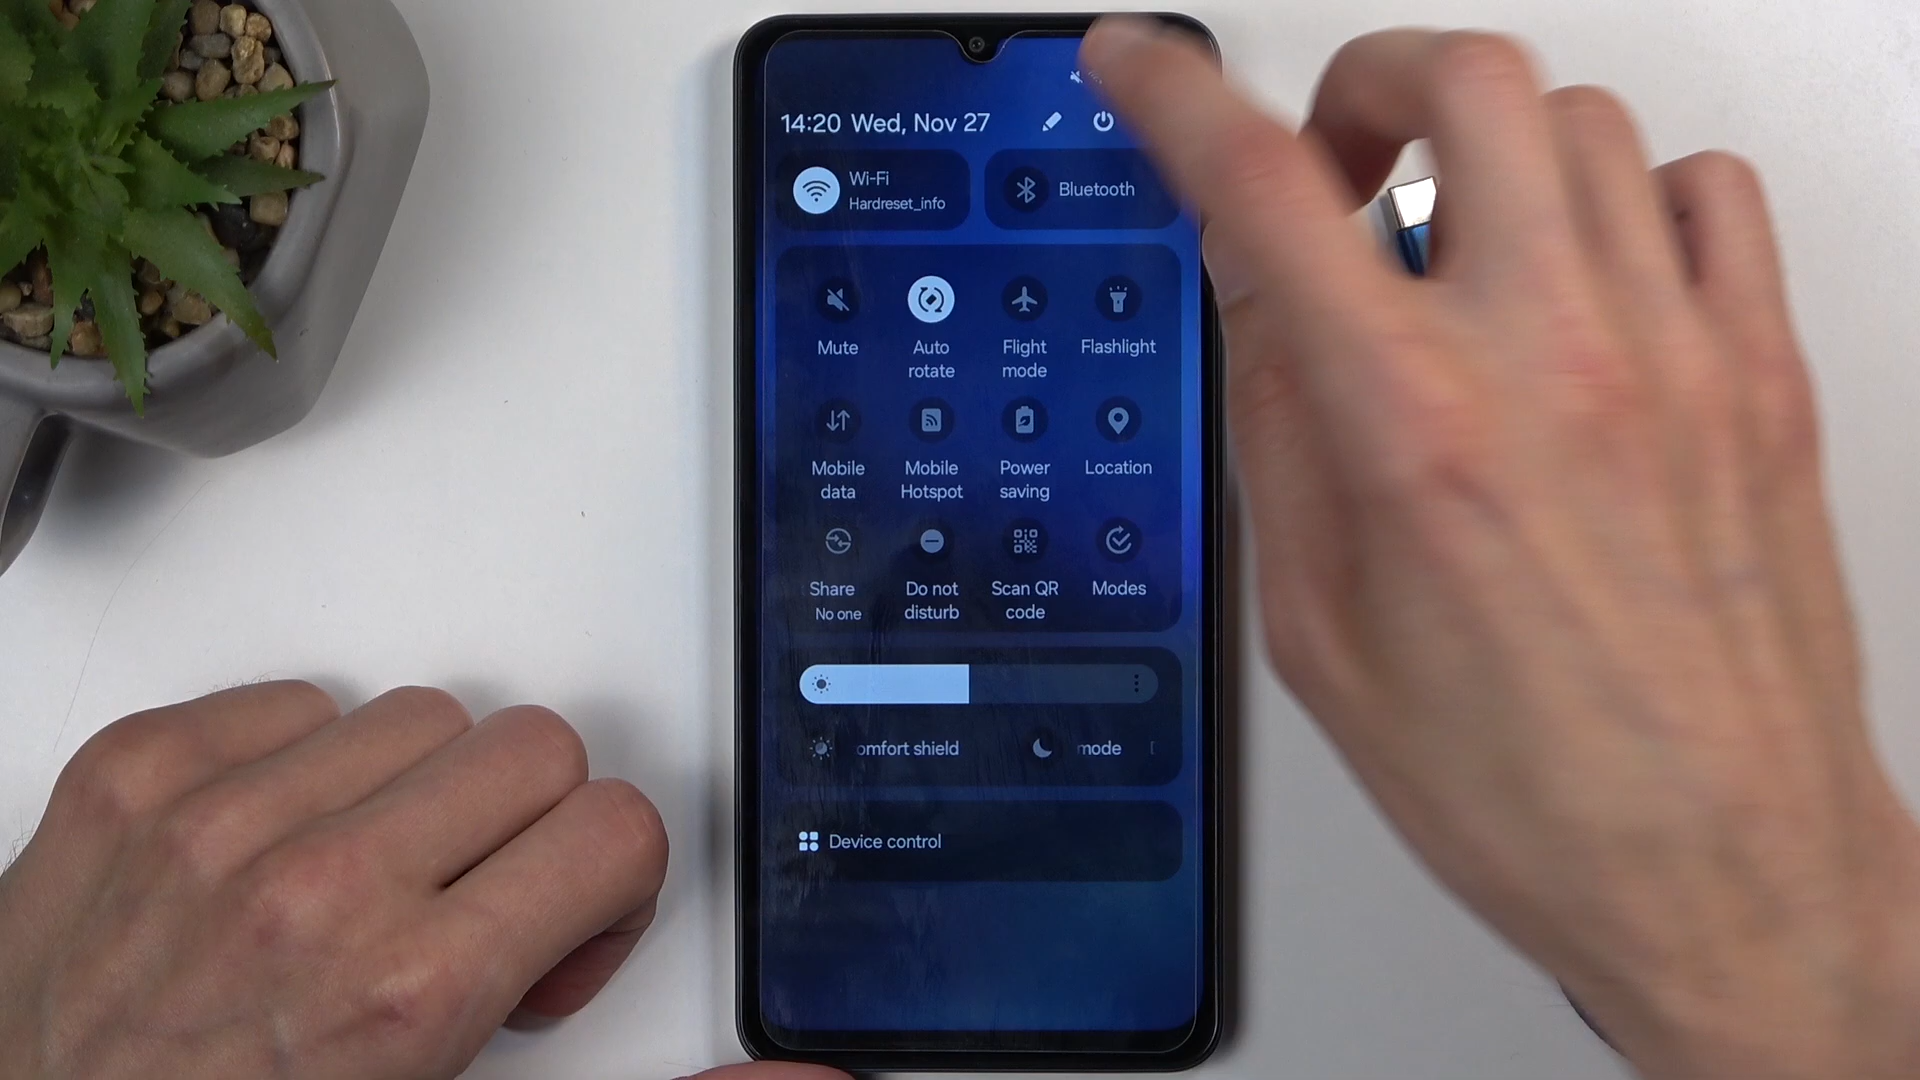 14:20 Wed, Nov 27
Wi-Fi
Hardreset_info
Bluetooth
Mute
Auto
rotate
Flight
mode
Flashlight
Mobile
data
Mobile
Hotspot
Power
saving
Location
Share
No one
Do not
disturb
Scan QR
code
Modes
omfort shield
mode
Device control